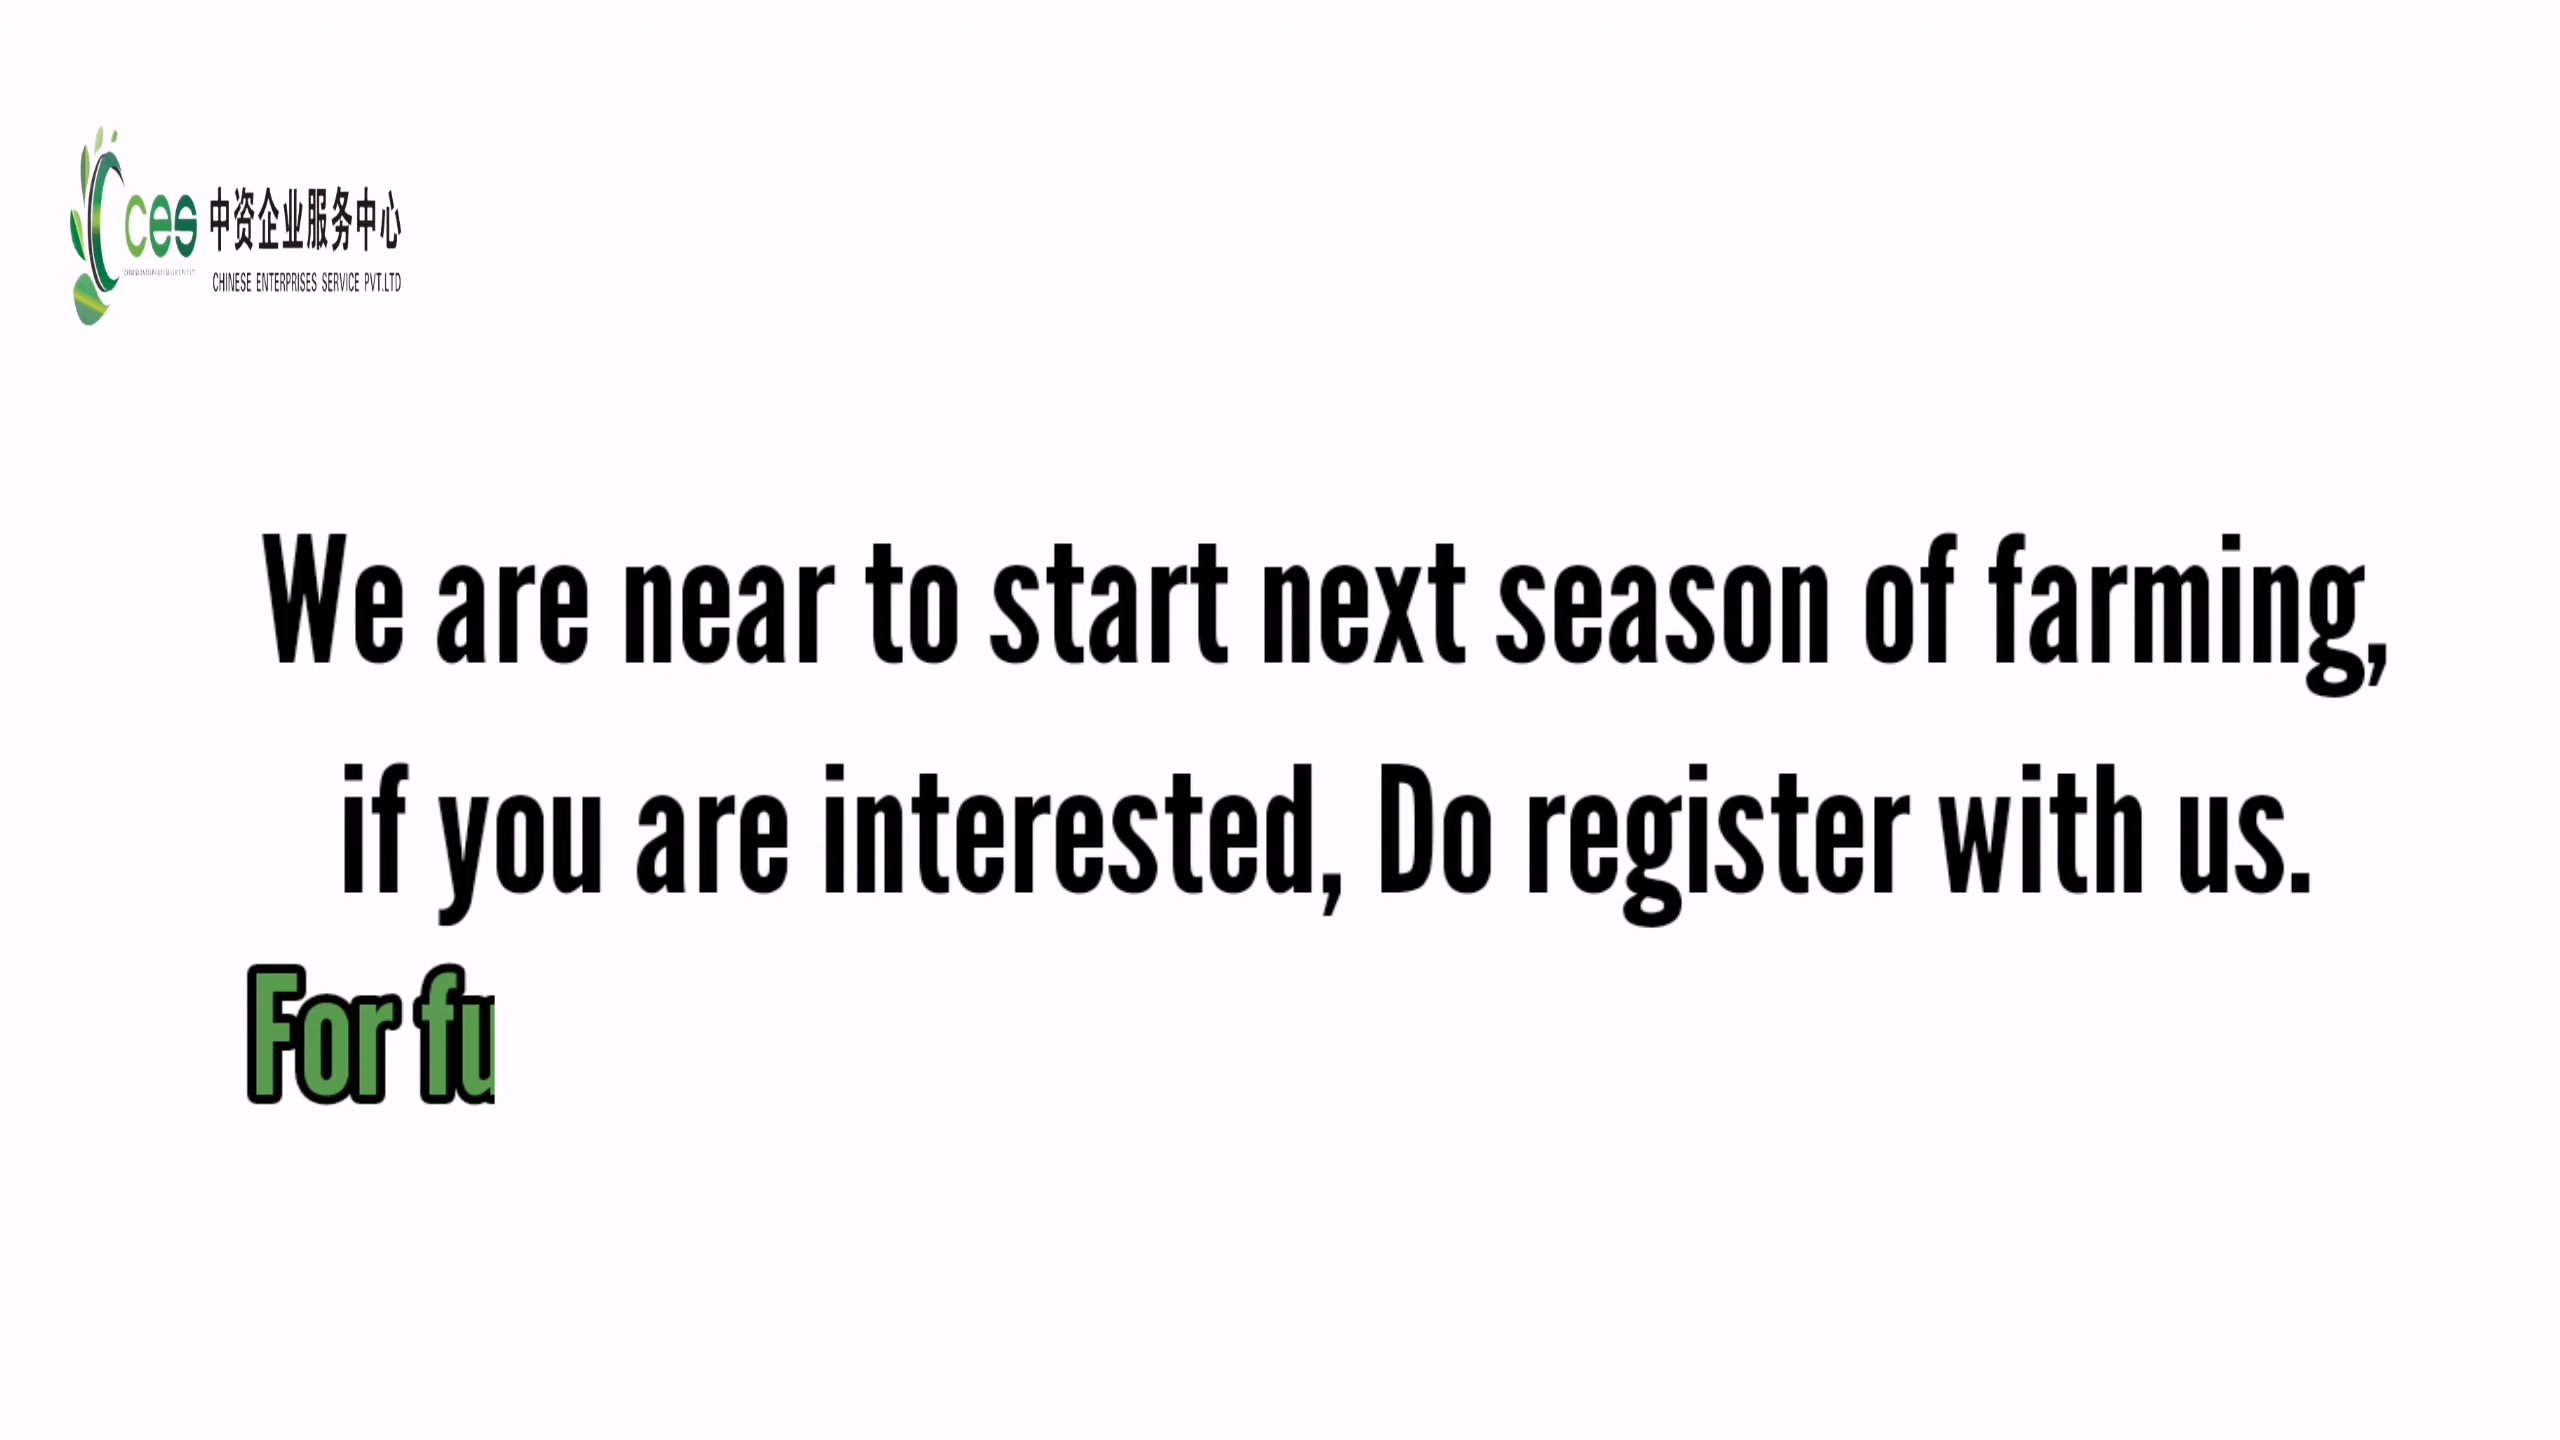 ces
中资企业服务中心
CHINESE ENTERPRISES SERVICE PVT.LTD
We are near to start next season of farming,
if you are interested, Do register with us.
For fu